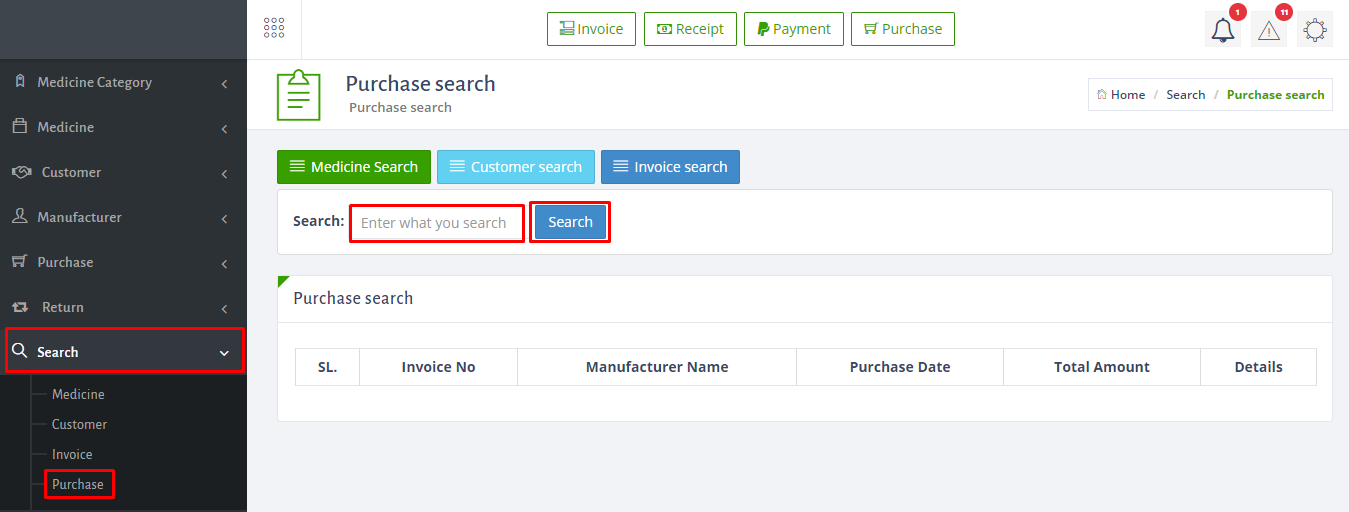 Invoice Receipt Payment Purchase 1 11
Medicine Category
Medicine
Customer
Manufacturer
Purchase
Return
Search
Medicine
Customer
Invoice
Purchase
Purchase search
Purchase search
Home / Search / Purchase search
Medicine Search Customer search Invoice search
Search: Enter what you search Search
Purchase search
SL. Invoice No Manufacturer Name Purchase Date Total Amount Details